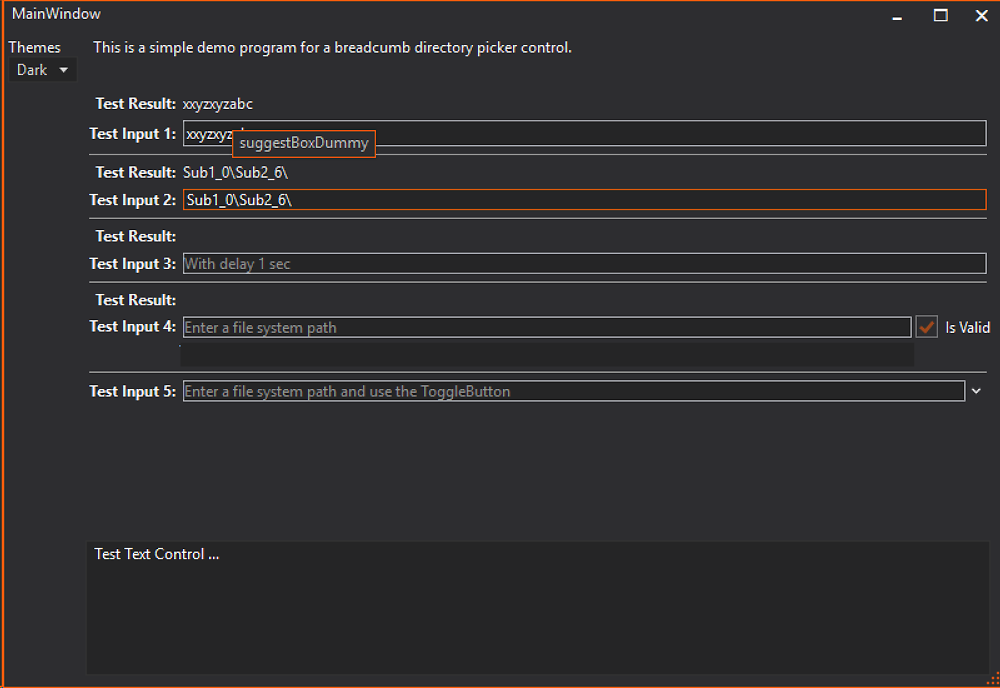 MainWindow
Themes
Dark
This is a simple demo program for a breadcumb directory picker control.
Test Result: xxyzxyzabc
Test Input 1: xxyzxyz
suggestBoxDummy
Test Result: Sub1_0\Sub2_6\
Test Input 2: Sub1_0\Sub2_6\
Test Result:
Test Input 3: With delay 1 sec
Test Result:
Test Input 4: Enter a file system path Is Valid
Test Input 5: Enter a file system path and use the ToggleButton
Test Text Control ...